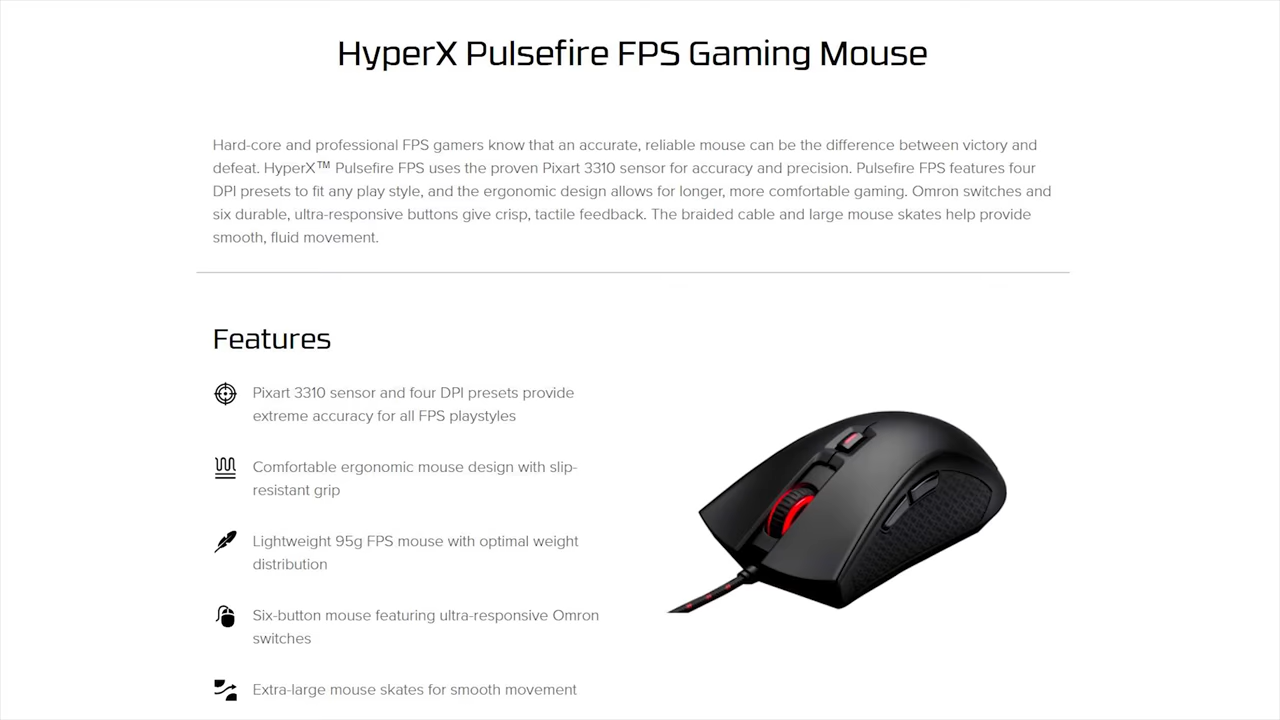 HyperX Pulsefire FPS Gaming Mouse
Hard-core and professional FPS gamers know that an accurate, reliable mouse can be the difference between victory and
defeat. HyperX™ Pulsefire FPS uses the proven Pixart 3310 sensor for accuracy and precision. Pulsefire FPS features four
DPI presets to fit any play style, and the ergonomic design allows for longer, more comfortable gaming. Omron switches and
six durable, ultra-responsive buttons give crisp, tactile feedback. The braided cable and large mouse skates help provide
smooth, fluid movement.
Features
Pixart 3310 sensor and four DPI presets provide
extreme accuracy for all FPS playstyles
Comfortable ergonomic mouse design with slip-
resistant grip
Lightweight 95g FPS mouse with optimal weight
distribution
Six-button mouse featuring ultra-responsive Omron
switches
Extra-large mouse skates for smooth movement